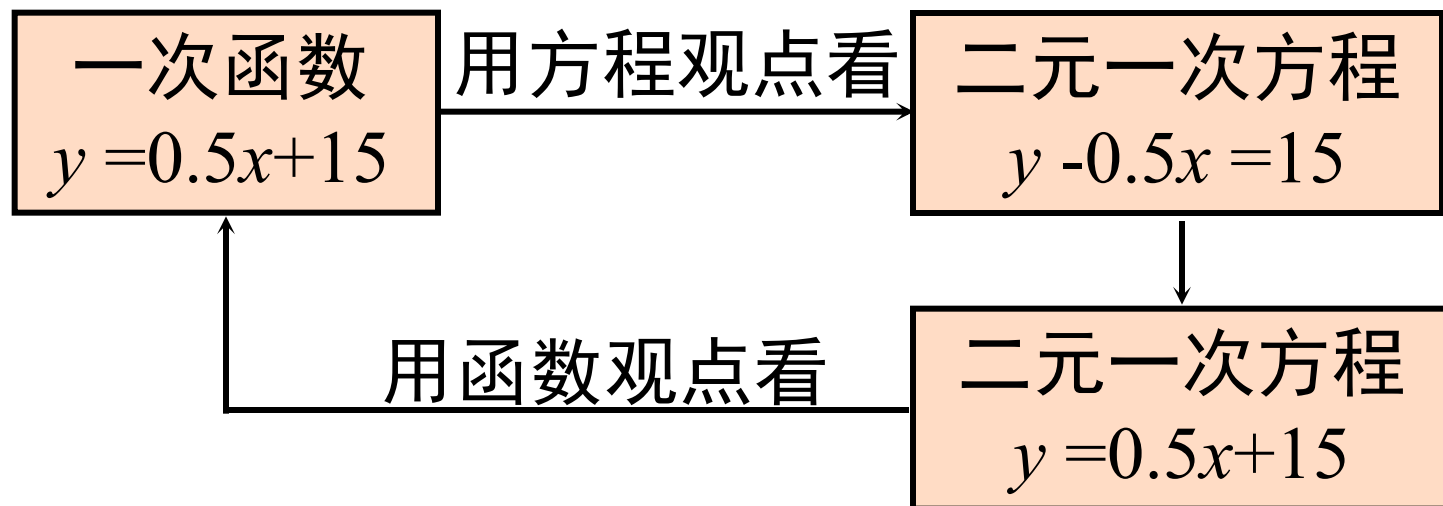 一次函数
y =0.5x+15
用方程观点看
二元一次方程
y -0.5x =15
用函数观点看
二元一次方程
y =0.5x+15